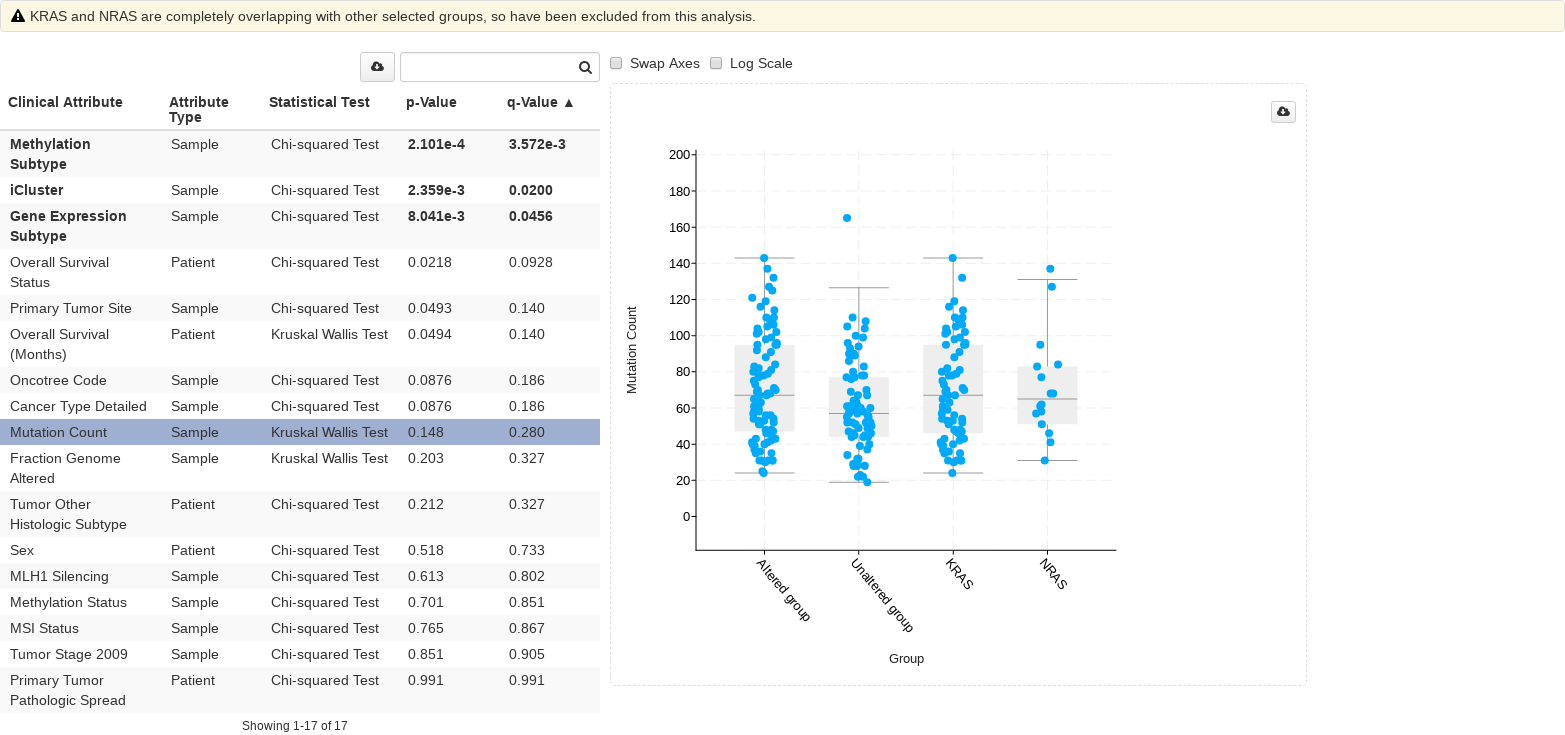 KRAS and NRAS are completely overlapping with other selected groups, so have been excluded from this analysis.
Swap Axes Log Scale
Clinical Attribute Attribute Type Statistical Test p-Value q-Value ▲
Methylation Subtype Sample Chi-squared Test 2.101e-4 3.572e-3
iCluster Sample Chi-squared Test 2.359e-3 0.0200
Gene Expression Subtype Sample Chi-squared Test 8.041e-3 0.0456
Overall Survival Status Patient Chi-squared Test 0.0218 0.0928
Primary Tumor Site Sample Chi-squared Test 0.0493 0.140
Overall Survival (Months) Patient Kruskal Wallis Test 0.0494 0.140
Oncotree Code Sample Chi-squared Test 0.0876 0.186
Cancer Type Detailed Sample Chi-squared Test 0.0876 0.186
Mutation Count Sample Kruskal Wallis Test 0.148 0.280
Fraction Genome Altered Sample Kruskal Wallis Test 0.203 0.327
Tumor Other Histologic Subtype Patient Chi-squared Test 0.212 0.327
Sex Patient Chi-squared Test 0.518 0.733
MLH1 Silencing Sample Chi-squared Test 0.613 0.802
Methylation Status Sample Chi-squared Test 0.701 0.851
MSI Status Sample Chi-squared Test 0.765 0.867
Tumor Stage 2009 Sample Chi-squared Test 0.851 0.905
Primary Tumor Pathologic Spread Patient Chi-squared Test 0.991 0.991
Showing 1-17 of 17
200
180
160
140
120
100
80
60
40
20
0
Mutation Count
Altered group
Unaltered group
KRAS
NRAS
Group